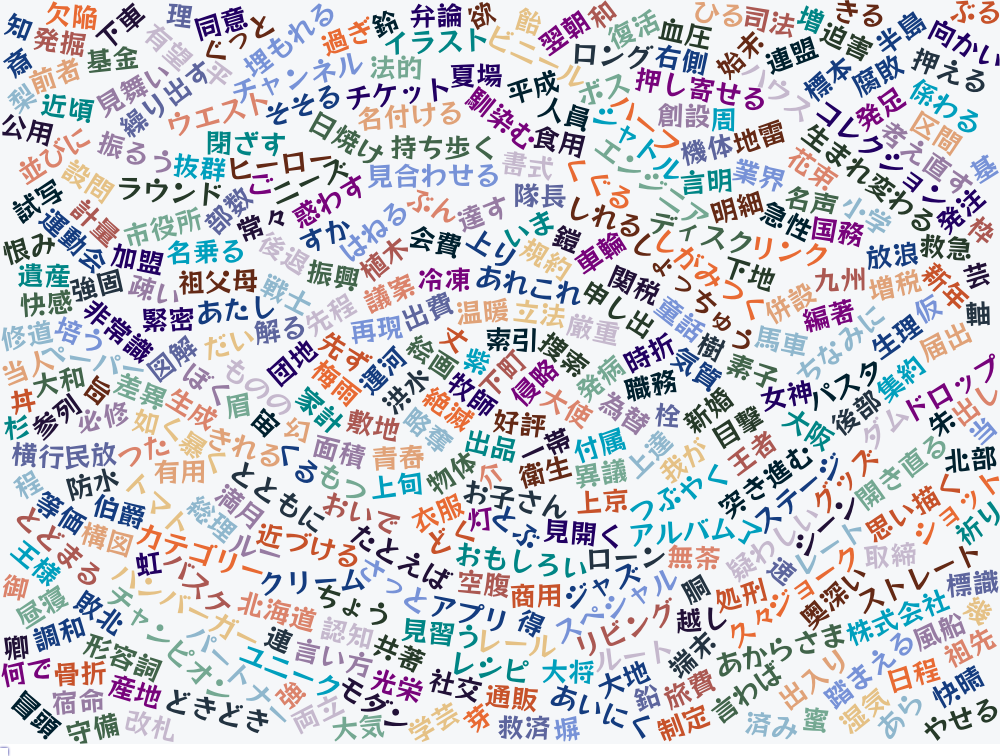 知
欠陥
下車
理
同意
ぐっと
埋もれる
過ぎ
鈴
弁論
欲
飴
翌朝
和
復活
血圧
ひる
司法
増
きる
迫害
半島
ぶる
向かい
斎
発掘
基金
有望
イラスト
ビニール
ロング
右側
始末
連盟
標本
腐敗
押える
梨
前者
見舞い
平
チャンネル
法的
チケット
夏場
平成
ボス
押し寄せる
ハウス
発足
係わる
近頃
繰り出す
ウエスト
そそる
名付ける
馴染む
人員
ハーフ
創設
周
コレクション
考え直す
区間
公用
並びに
振るう
閉ざす
日焼け
持ち歩く
食用
シャトル
機体
地雷
生まれ変わる
基
設問
抜群
ヒーロー
ごニーズ
見合わせる
書式
くぐる
エンジニア
言明
業界
花束
試写
計量
ラウンド
部数
惑わす
隊長
明細
名声
小学
発注
枠
運動会
市役所
常々
すか
はねる
ぶん
達す
いま
しれる
ディスク
急性
国務
恨み
加盟
名乗る
後退
植木
会費
上り
規約
鎧
車輪
しょっちゅう
しがみつく
下地
リンク
放浪
救急
遺産
強固
疎い
祖父母
振興
冷凍
あれこれ
関税
九州
増税
新年
芸
快感
非常識
緊密
あたし
戦士
先程
議案
出費
温暖
立法
申し出
童話
併設
編著
仮
軸
修道
培う
図解
だい
解る
再現
厳重
馬車
ちなみに
生理
届出
当人
ペーパー
ぼく
ものの
団地
先ず
運河
絵画
丈
紫
索引
捜索
時折
気質
樹
素子
丼
大和
旨
差異
生成
眉
梅雨
洪水
牧師
下町
侵略
発病
職務
女神
パスタ
集約
ドロップ
杉
参列
必修
如く
暴く
きれる
宙
幻
家計
敷地
絶滅
略奪
好評
大使
為替
栓
新婚
目撃
大阪
後部
ダム
朱
出し
当
横行
民放
つた
有用
くる
面積
青春
出品
一帯
付属
上達
我が
王者
突き進む
ステージ
グッズ
開き直る
北部
程
防水
トマト
とともに
もつ
上旬
物体
爪
衛生
異議
つぶやく
等価
伯爵
総理
満月
おいで
衣服
お子さん
上京
シーン
思い描く
ショット
祈り
とどまる
構図
カテゴリー
ルー
近づける
たとえば
どく
灯
とぶ
見開く
アルバム
疑わしい
レート
取締
王様
虹
バスケ
クリーム
さっと
おもしろい
ローン
無茶
速
ジョーク
奥深い
ストレート
標識
御
昼寝
敗北
ハンバーガー
北海道
ちょう
アプリ
空腹
商用
ジャズ
胴
処刑
久々
卿
調和
チャンピオン
パートナー
連
認知
見習う
得
スペシャル
リビング
越し
あからさま
株式会社
風船
拳
何で
骨折
形容詞
ユニーク
言い方
共著
レール
レシピ
ルート
端末
踏まえる
祖先
宿命
産地
強
モダン
光栄
社交
大将
大地
旅費
言わば
出入り
日程
快晴
冒頭
守備
改札
どきどき
両立
大気
学芸
芽
通販
救済
塀
あいにく
鉛
制定
済み
蜜
湿気
あら
やせる